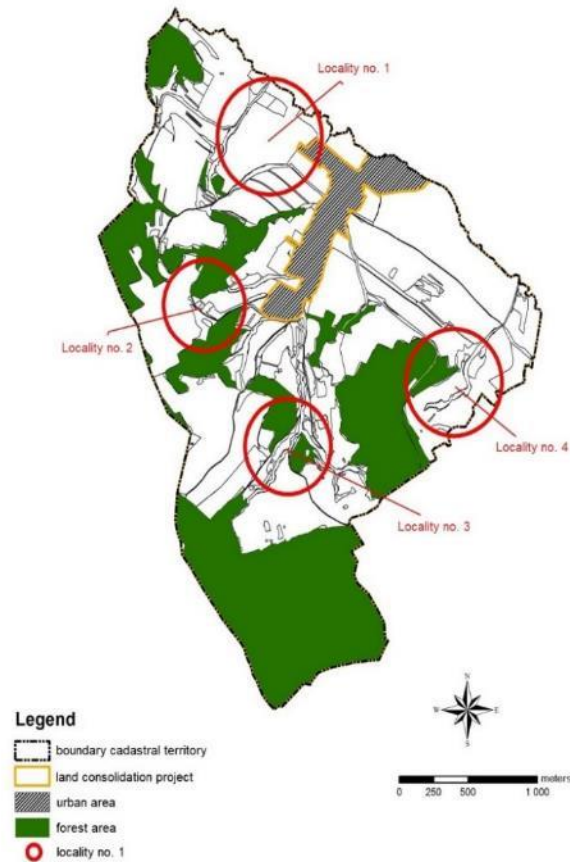 Locality no. 1
Locality no. 2
Locality no. 4
Locality no. 3
N
W E
S
Legend
boundary cadastral territory
land consolidation project
urban area
forest area
locality no. 1
meters
0 250 500 1 000